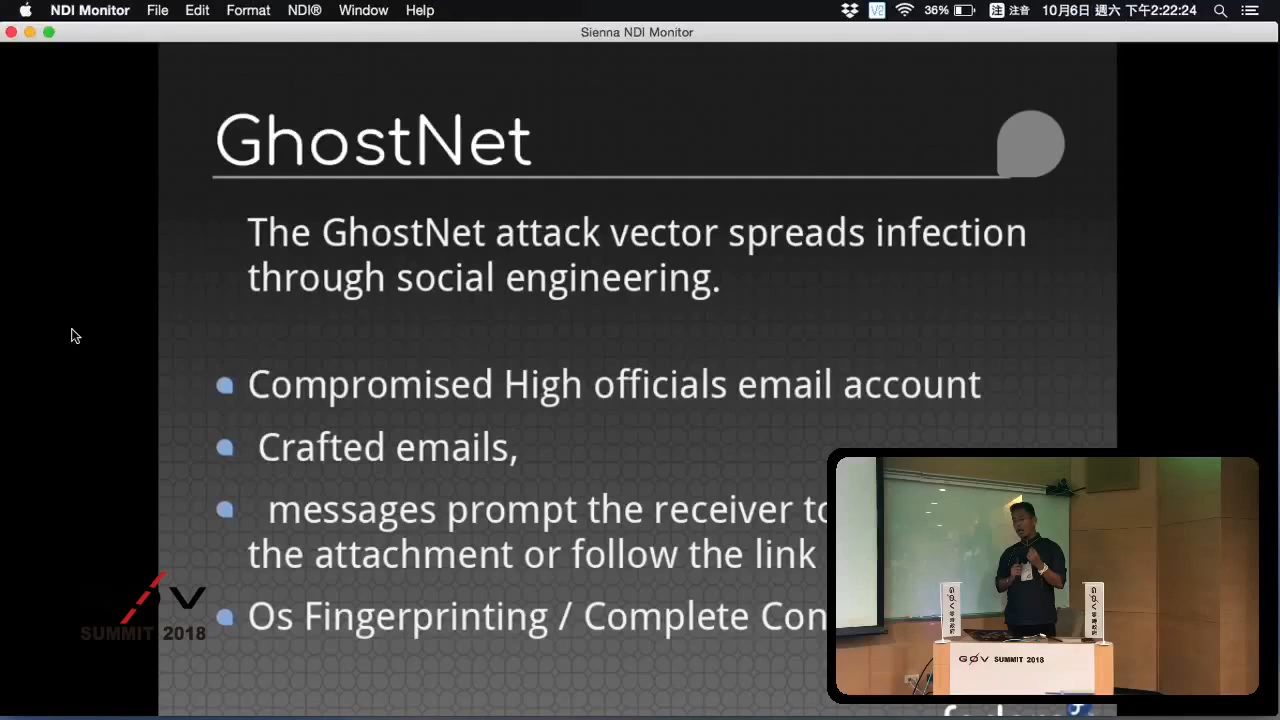 NDI Monitor File Edit Format NDI® Window Help 36% 注 注音 10月6日 週六 下午2:22:24
Sienna NDI Monitor
GhostNet
The GhostNet attack vector spreads infection
through social engineering.
Compromised High officials email account
Crafted emails,
messages prompt the receiver to
the attachment or follow the link
Os Fingerprinting / Complete Con
SUMMIT 2018
GØV SUMMIT 2018